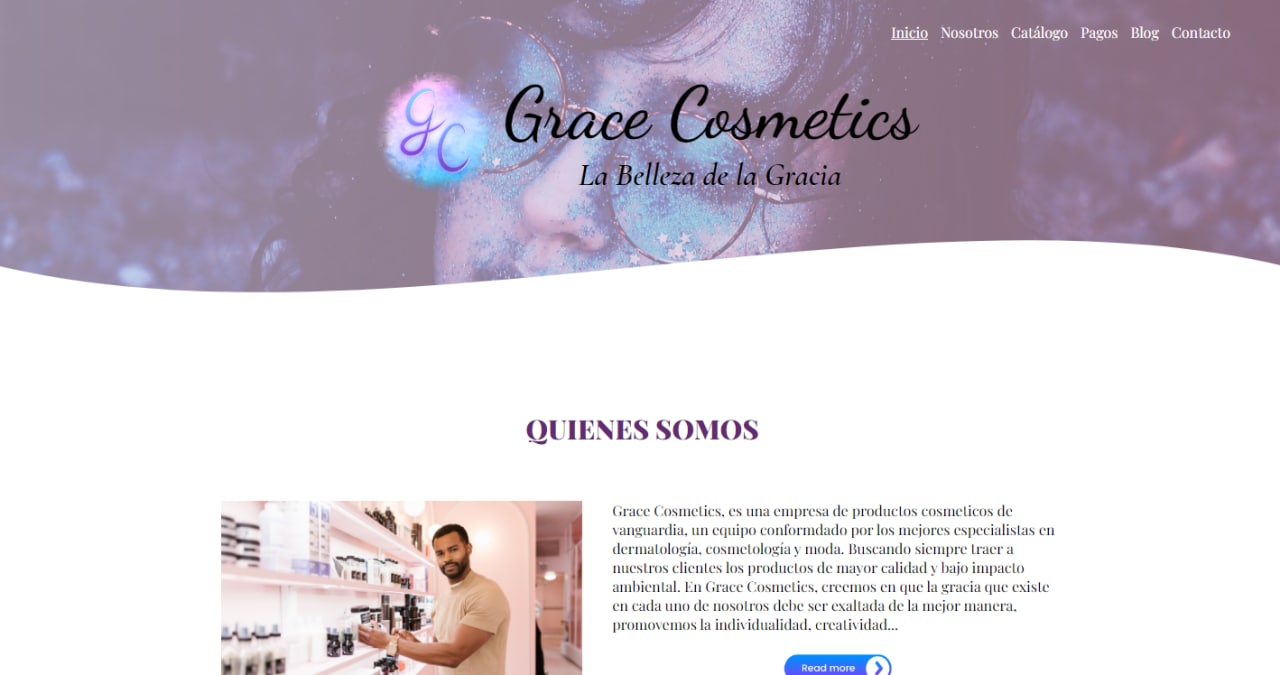 Inicio Nosotros Catálogo Pagos Blog Contacto
GC
Grace Cosmetics
La Belleza de la Gracia
QUIENES SOMOS
Grace Cosmetics, es una empresa de productos cosmeticos de
vanguardia, un equipo conformdado por los mejores especialistas en
dermatología, cosmetología y moda. Buscando siempre traer a
nuestros clientes los productos de mayor calidad y bajo impacto
ambiental. En Grace Cosmetics, creemos en que la gracia que existe
en cada uno de nosotros debe ser exaltada de la mejor manera,
promovemos la individualidad, creatividad...
Read more